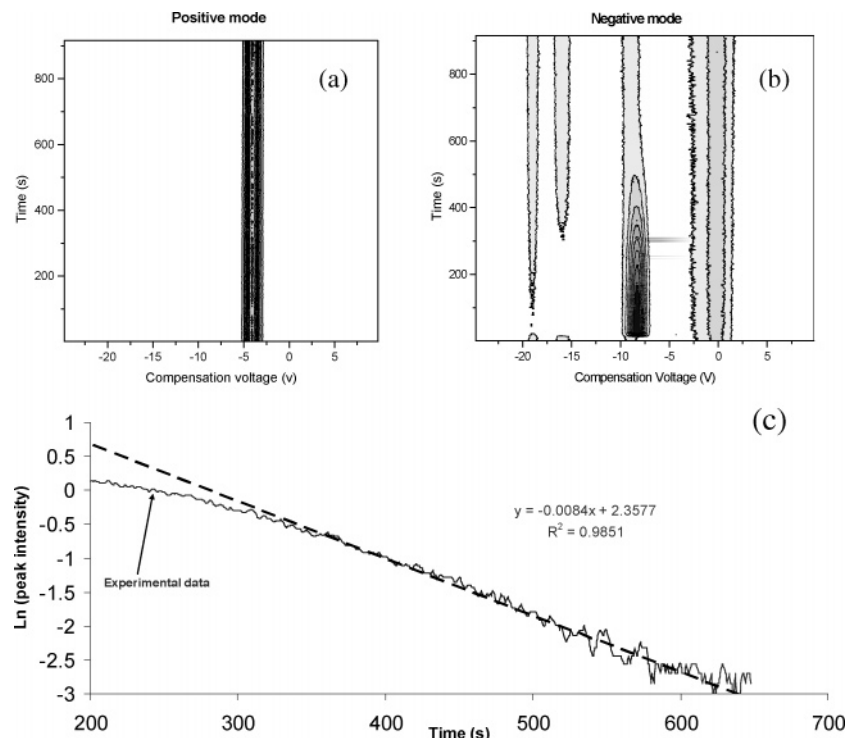 Positive mode
Negative mode
(a)
(b)
800
600
400
200
Time (s)
-20 -15 -10 -5 0 5
Compensation voltage (v)
800
600
400
200
Time (s)
-20 -15 -10 -5 0 5
Compensation Voltage (V)
(c)
1
0.5
0
-0.5
-1
-1.5
-2
-2.5
-3
Ln (peak intensity)
y = -0.0084x + 2.3577
R² = 0.9851
Experimental data
200 300 400 500 600 700
Time (s)